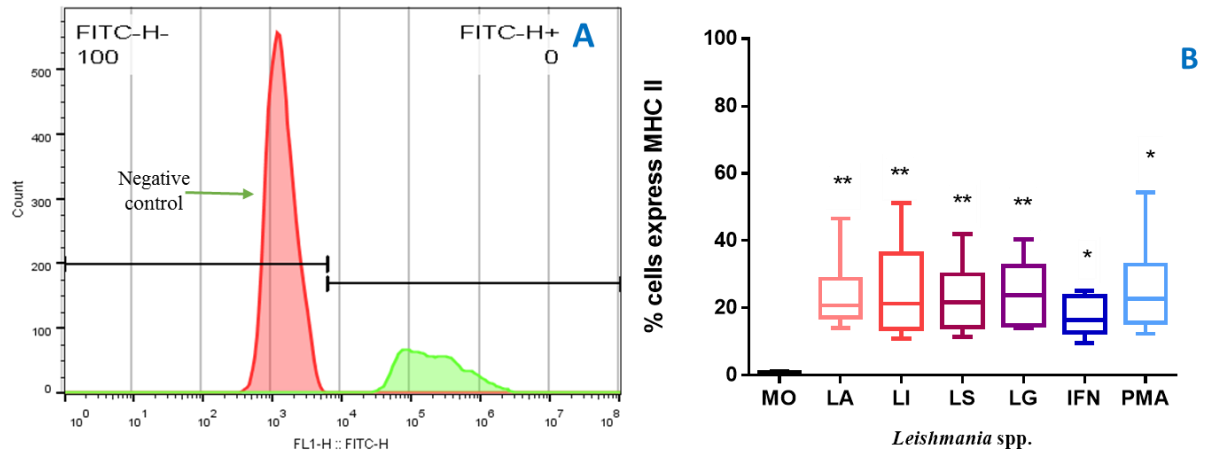 FITC-H-
100
FITC-H+
0
A
Negative
control
Count
500
400
300
200
100
0
10^0 10^1 10^2 10^3 10^4 10^5 10^6 10^7 10^8
FL1-H :: FITC-H
B
% cells express MHC II
100
80
60
40
20
0
** ** ** ** * *
MO LA LI LS LG IFN PMA
Leishmania spp.